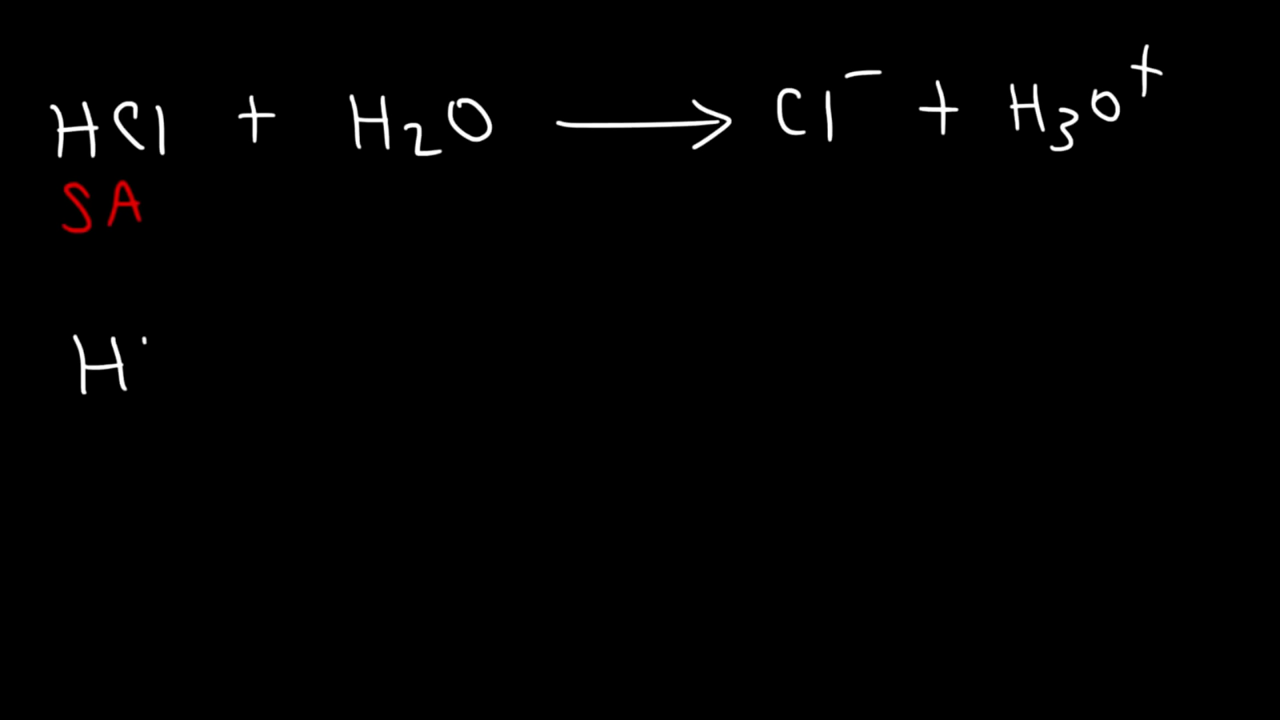 HCl + H₂O ⟶ Cl⁻ + H₃O⁺
SA
H